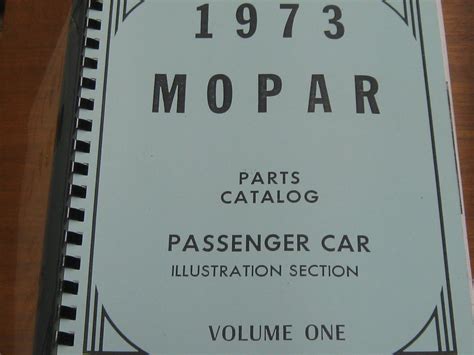 1973
MOPAR
PARTS
CATALOG
PASSENGER CAR
ILLUSTRATION SECTION
VOLUME ONE